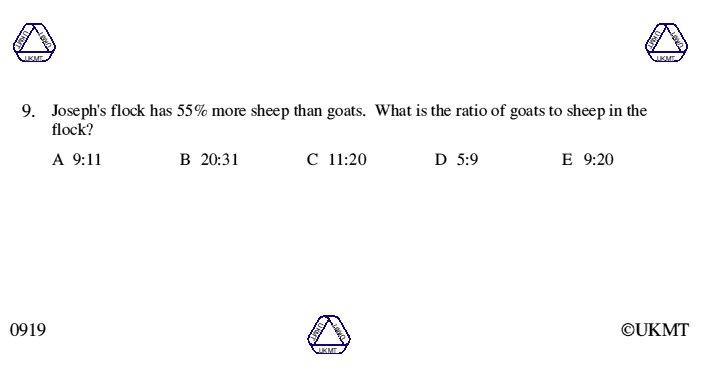 UKMT UKMT UKMT
UKMT UKMT UKMT
9. Joseph's flock has 55% more sheep than goats. What is the ratio of goats to sheep in the
flock?
A 9:11 B 20:31 C 11:20 D 5:9 E 9:20
0919
UKMT UKMT UKMT
©UKMT